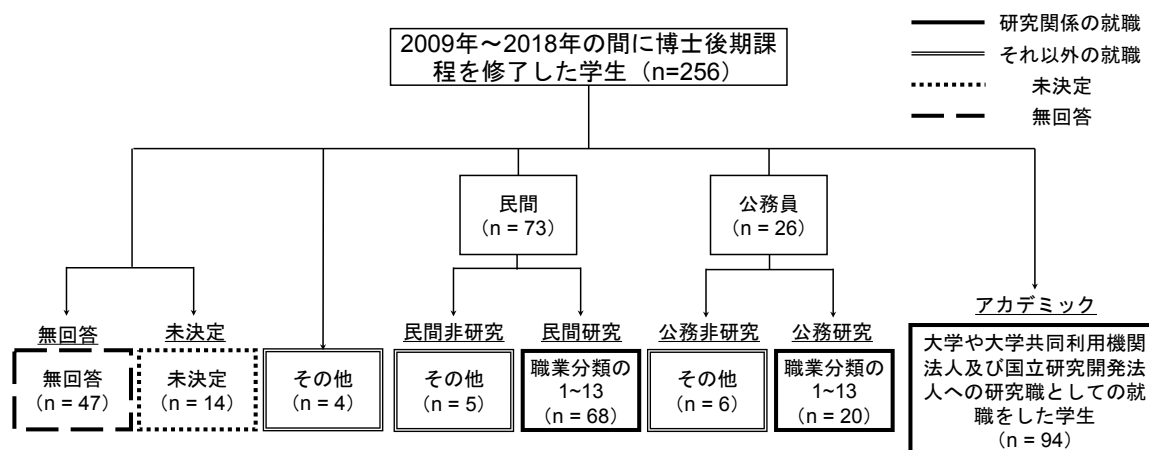 研究関係の就職
それ以外の就職
未決定
無回答
2009年～2018年の間に博士後期課
程を修了した学生（n=256）
民間
（n = 73）
公務員
（n = 26）
無回答
無回答
（n = 47）
未決定
未決定
（n = 14）
その他
（n = 4）
民間非研究
その他
（n = 5）
民間研究
職業分類の
1~13
（n = 68）
公務非研究
その他
（n = 6）
公務研究
職業分類の
1~13
（n = 20）
アカデミック
大学や大学共同利用機関
法人及び国立研究開発法
人への研究職としての就
職をした学生
（n = 94）